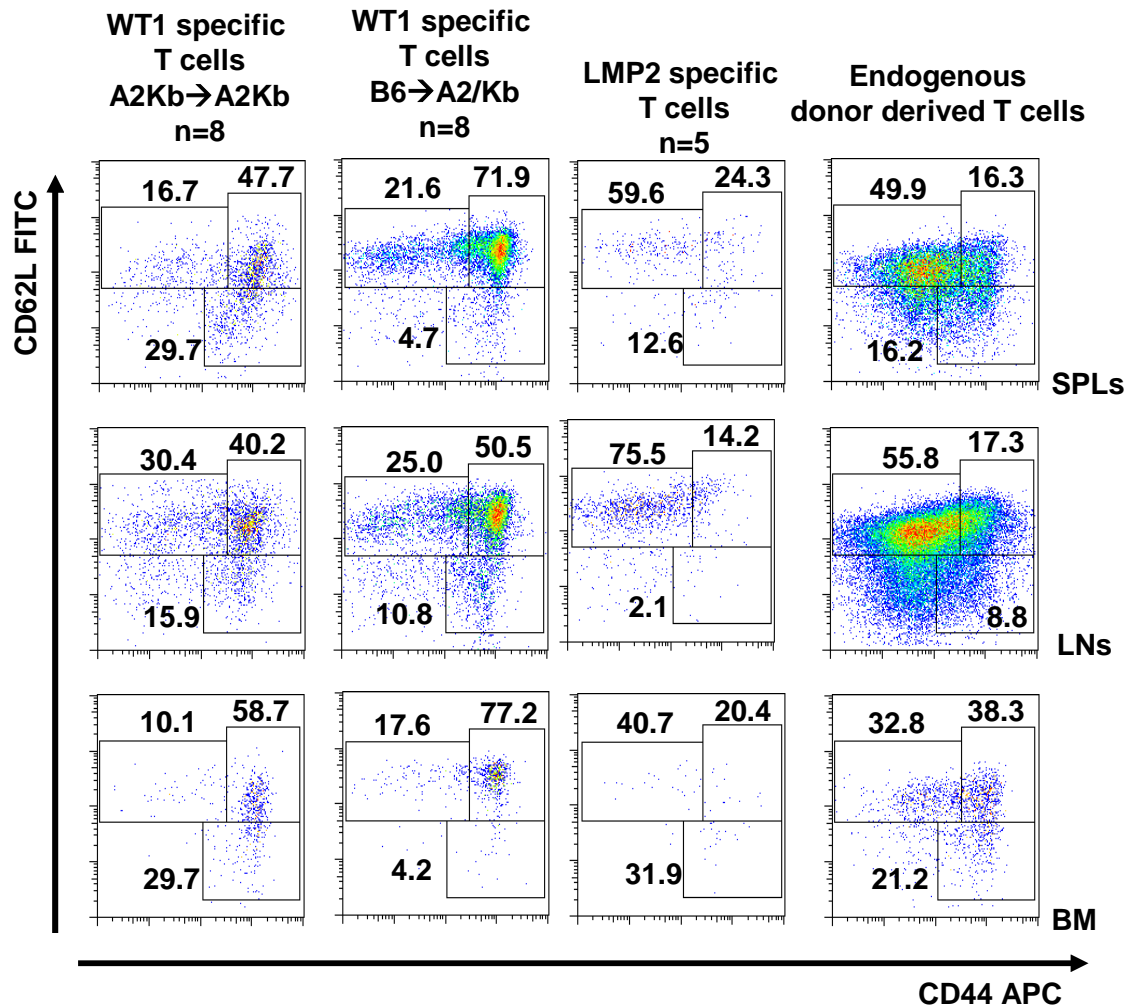 WT1 specific
T cells
A2Kb→A2Kb
n=8
WT1 specific
T cells
B6→A2/Kb
n=8
LMP2 specific
T cells
n=5
Endogenous
donor derived T cells
CD62L FITC
16.7
47.7
29.7
21.6
71.9
4.7
59.6
24.3
12.6
49.9
16.3
16.2
SPLs
30.4
40.2
15.9
25.0
50.5
10.8
75.5
14.2
2.1
55.8
17.3
8.8
LNs
10.1
58.7
29.7
17.6
77.2
4.2
40.7
20.4
31.9
32.8
38.3
21.2
BM
CD44 APC